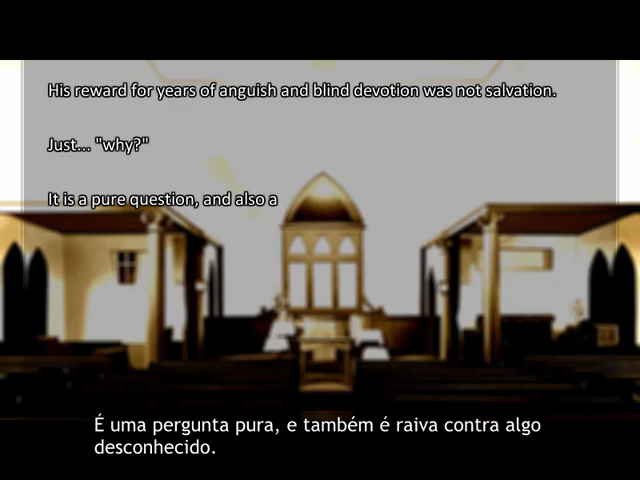 His reward for years of anguish and blind devotion was not salvation.
Just... "why?"
It is a pure question, and also a
É uma pergunta pura, e também é raiva contra algo
desconhecido.